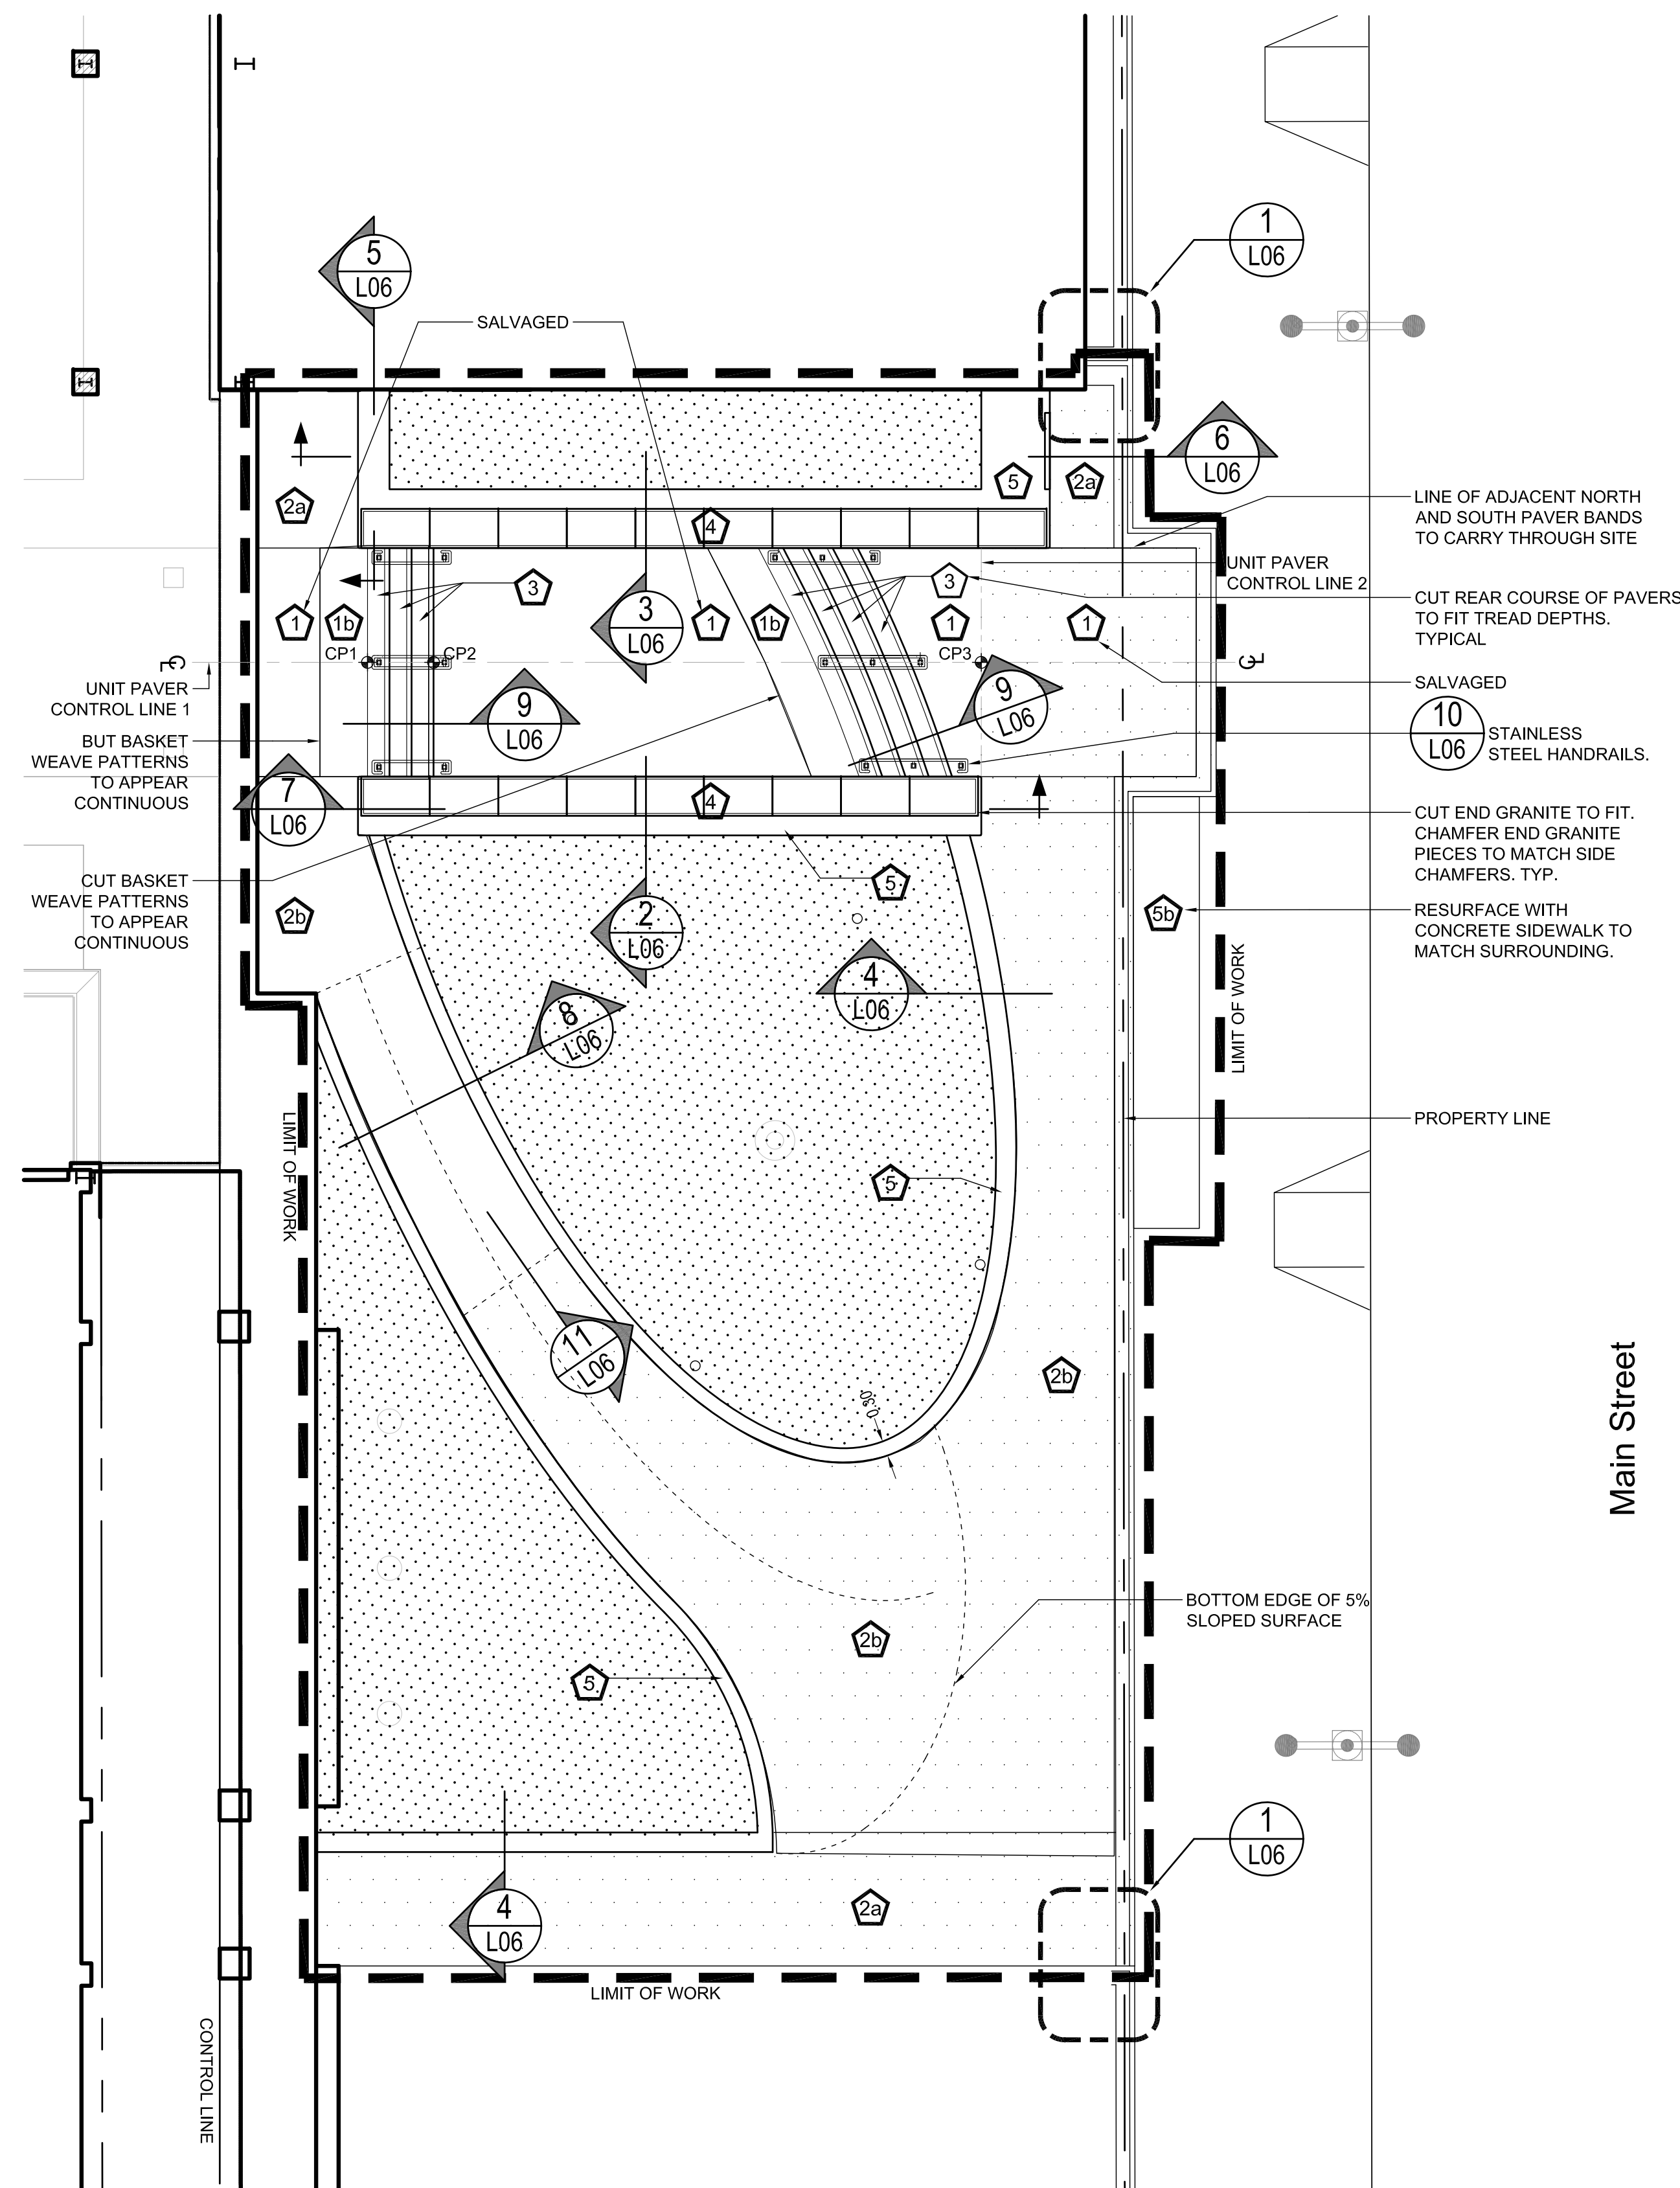 1
L06
5
L06
SALVAGED
6
L06
2a
5
2a
4
LINE OF ADJACENT NORTH
AND SOUTH PAVER BANDS
TO CARRY THROUGH SITE
UNIT PAVER
CONTROL LINE 2
3
3
CUT REAR COURSE OF PAVERS
TO FIT TREAD DEPTHS.
TYPICAL
1
1b
3
L06
1
1b
1
1
CP1
CP2
CP3
CL
CL
UNIT PAVER
CONTROL LINE 1
SALVAGED
9
L06
9
L06
10
L06
STAINLESS
STEEL HANDRAILS.
BUT BASKET
WEAVE PATTERNS
TO APPEAR
CONTINUOUS
7
L06
4
CUT END GRANITE TO FIT.
CHAMFER END GRANITE
PIECES TO MATCH SIDE
CHAMFERS. TYP.
CUT BASKET
WEAVE PATTERNS
TO APPEAR
CONTINUOUS
2b
5
5b
RESURFACE WITH
CONCRETE SIDEWALK TO
MATCH SURROUNDING.
2
L06
4
L06
8
L06
LIMIT OF WORK
LIMIT OF WORK
PROPERTY LINE
5
11
L06
2b
0.30
Main Street
BOTTOM EDGE OF 5%
SLOPED SURFACE
2b
5
1
L06
2a
4
L06
LIMIT OF WORK
CONTROL LINE